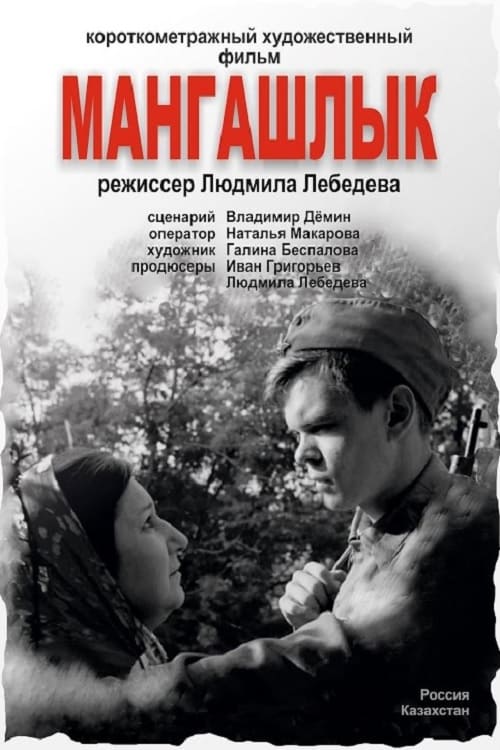 короткометражный художественный
фильм
МАНГАШЛЫК
режиссер Людмила Лебедева
сценарий Владимир Дёмин
оператор Наталья Макарова
художник Галина Беспалова
продюсеры Иван Григорьев
Людмила Лебедева
Россия
Казахстан